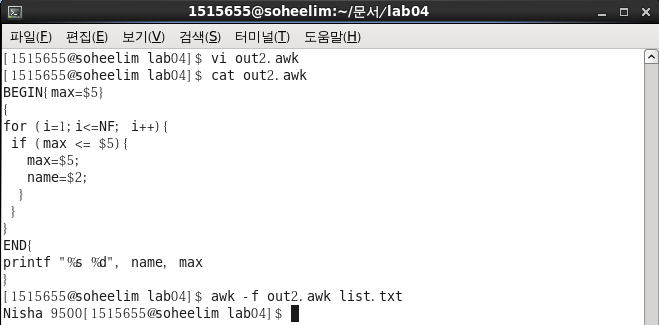 1515655@soheelim:~/문서/lab04
파일(F) 편집(E) 보기(V) 검색(S) 터미널(T) 도움말(H)
[1515655@soheelim lab04]$ vi out2.awk
[1515655@soheelim lab04]$ cat out2.awk
BEGIN{max=$5}
{
for (i=1;i<=NF; i++){
 if(max <= $5){
   max=$5;
   name=$2;
  }
 }
}
END{
printf "%s %d", name, max
}
[1515655@soheelim lab04]$ awk -f out2.awk list.txt
Nisha 9500[1515655@soheelim lab04]$